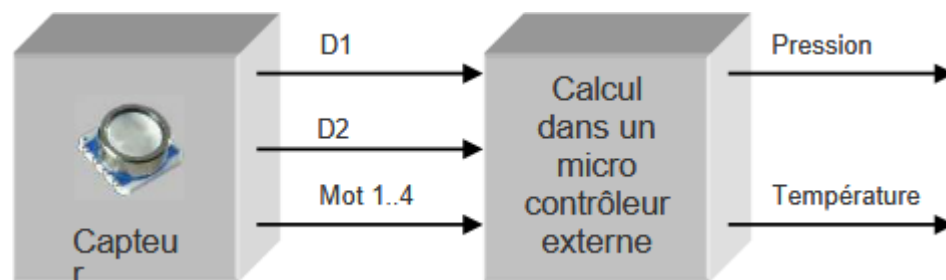 D1
Pression
D2
Mot 1..4
Température
Capteu
r
Calcul
dans un
micro
contrôleur
externe